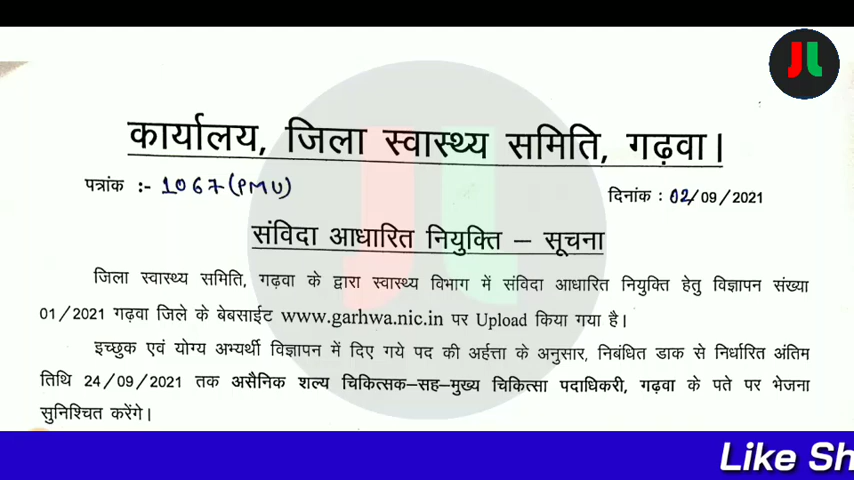 JL
कार्यालय, जिला स्वास्थ्य समिति, गढ़वा।
पत्रांक :- 1067(PMU)
दिनांक : 02/09/2021
संविदा आधारित नियुक्ति – सूचना
जिला स्वास्थ्य समिति, गढ़वा के द्वारा स्वास्थ्य विभाग में संविदा आधारित नियुक्ति हेतु विज्ञापन संख्या
01/2021 गढ़वा जिले के बेबसाईट www.garhwa.nic.in पर Upload किया गया है।
इच्छुक एवं योग्य अभ्यर्थी विज्ञापन में दिए गये पद की अर्हत्ता के अनुसार, निबंधित डाक से निर्धारित अंतिम
तिथि 24/09/2021 तक असैनिक शल्य चिकित्सक-सह-मुख्य चिकित्सा पदाधिकरी, गढ़वा के पते पर भेजना
सुनिश्चित करेंगे।
Like Sh